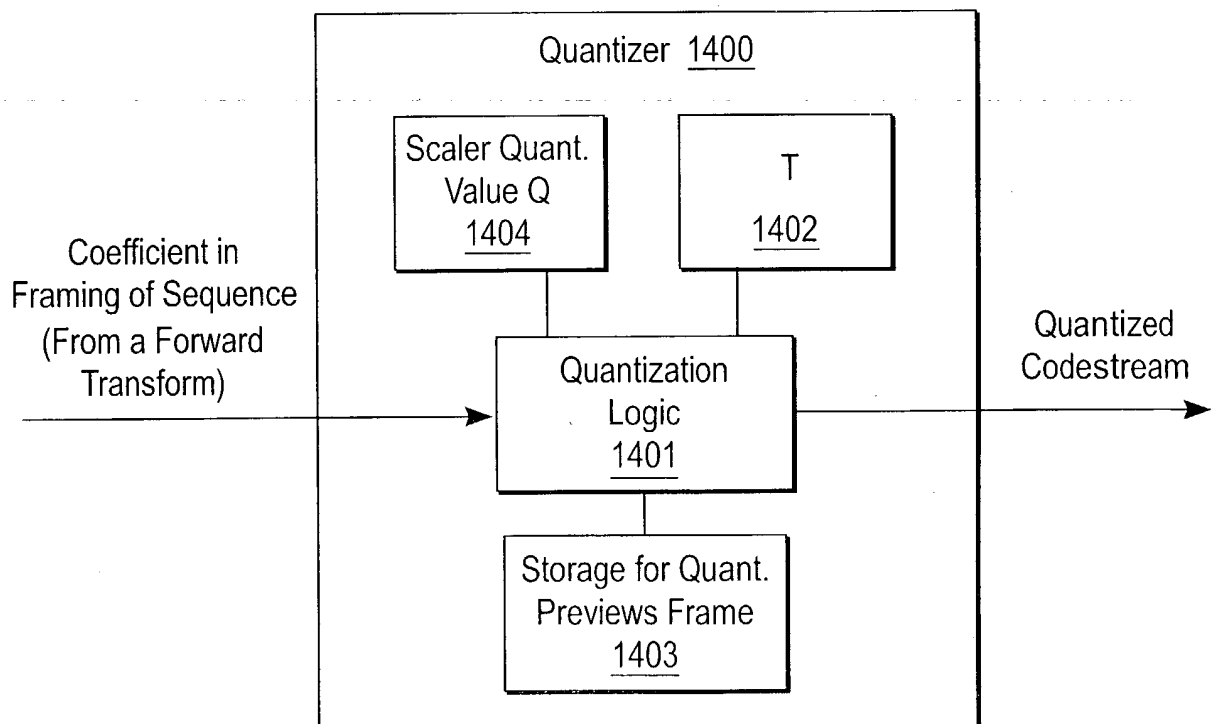 Quantizer 1400
Scaler Quant.
Value Q
1404
T
1402
Coefficient in
Framing of Sequence
(From a Forward
Transform)
Quantization
Logic
1401
Quantized
Codestream
Storage for Quant.
Previews Frame
1403